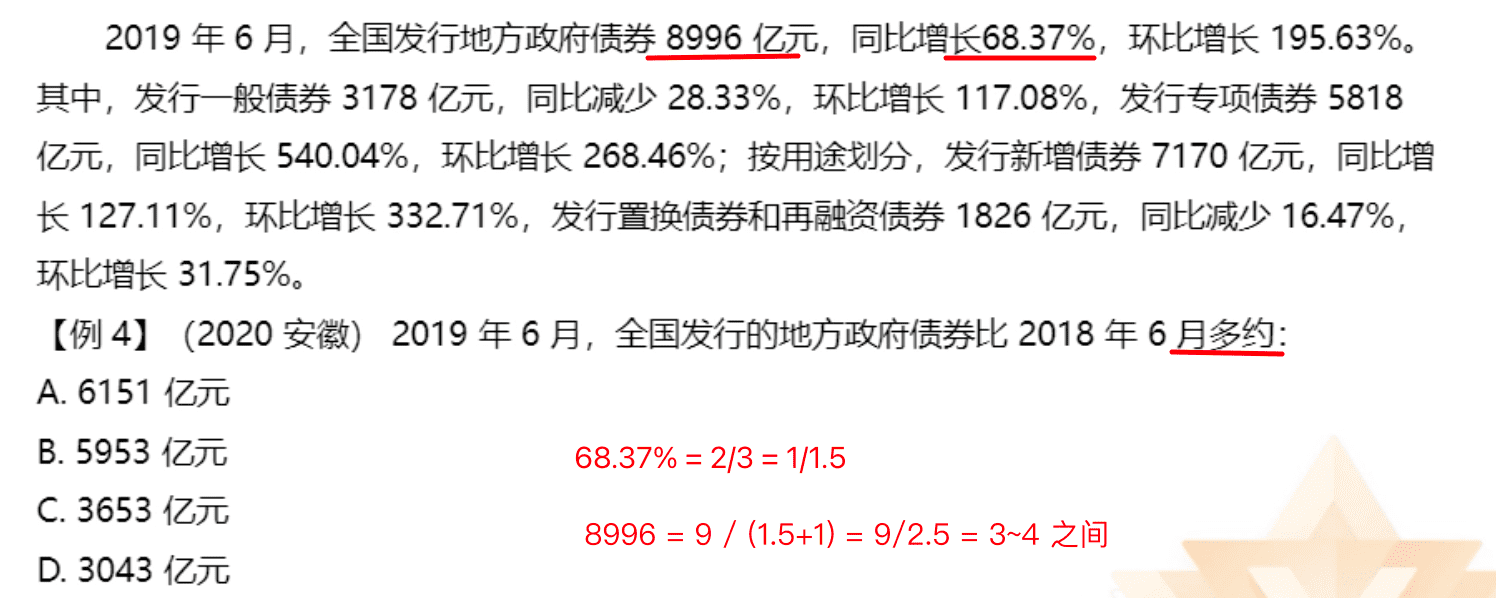 2019 年 6 月，全国发行地方政府债券 8996 亿元，同比增长68.37%，环比增长 195.63%。
其中，发行一般债券 3178 亿元，同比减少 28.33%，环比增长 117.08%，发行专项债券 5818
亿元，同比增长 540.04%，环比增长 268.46%；按用途划分，发行新增债券 7170 亿元，同比增
长 127.11%，环比增长 332.71%，发行置换债券和再融资债券 1826 亿元，同比减少 16.47%，
环比增长 31.75%。
【例 4】（2020 安徽） 2019 年 6 月，全国发行的地方政府债券比 2018 年 6 月多约：
A. 6151 亿元
B. 5953 亿元
68.37% = 2/3 = 1/1.5
C. 3653 亿元
8996 = 9 / (1.5+1) = 9/2.5 = 3~4 之间
D. 3043 亿元